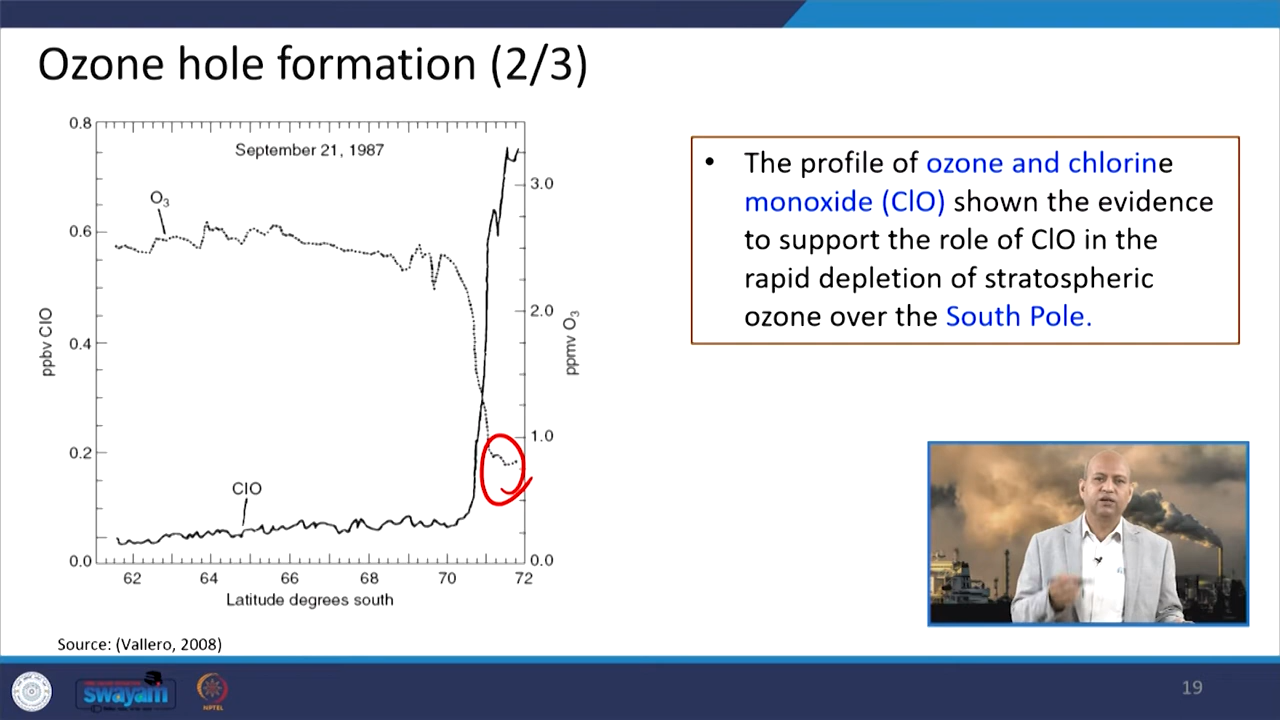 Ozone hole formation (2/3)
0.8
0.6
0.4
0.2
0.0
ppbv ClO
September 21, 1987
O3
ClO
3.0
2.0
1.0
0.0
ppmv O3
62 64 66 68 70 72
Latitude degrees south
• The profile of ozone and chlorine
monoxide (ClO) shown the evidence
to support the role of ClO in the
rapid depletion of stratospheric
ozone over the South Pole.
Source: (Vallero, 2008)
swayam
NPTEL
19